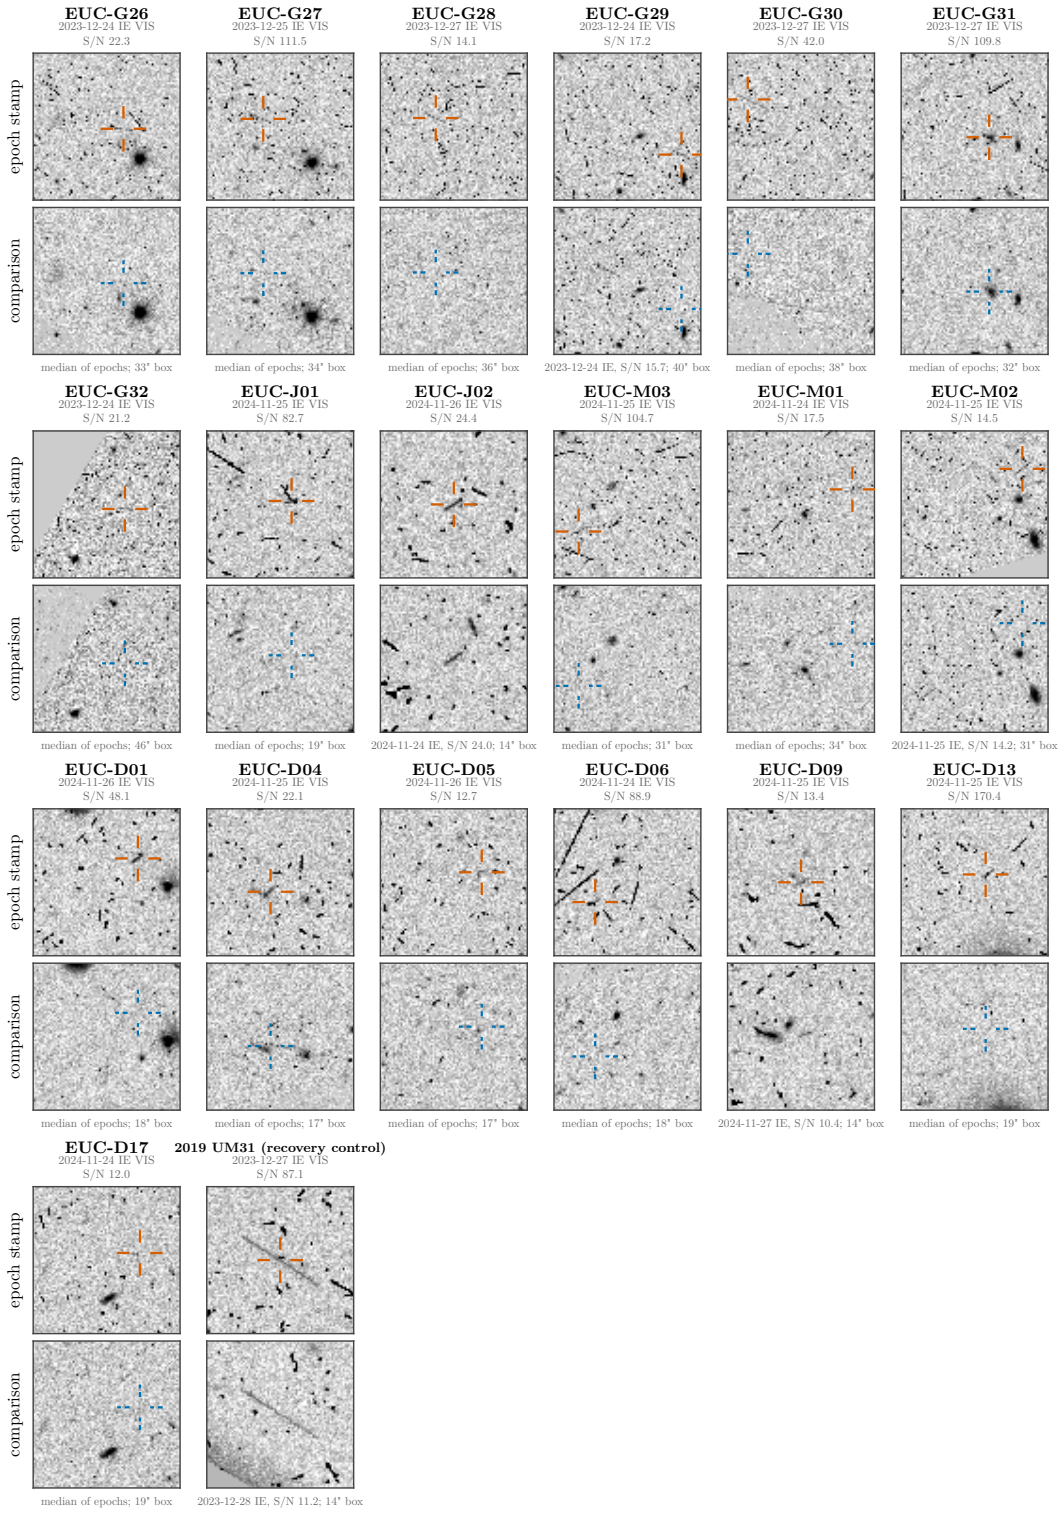 EUC-G26 EUC-G27 EUC-G28 EUC-G29 EUC-G30 EUC-G31
2023-12-24 IE VIS 2023-12-25 IE VIS 2023-12-27 IE VIS 2023-12-24 IE VIS 2023-12-27 IE VIS 2023-12-27 IE VIS
S/N 22.3 S/N 111.5 S/N 14.1 S/N 17.2 S/N 42.0 S/N 109.8
epoch stamp
comparison
median of epochs; 33" box median of epochs; 34" box median of epochs; 36" box 2023-12-24 IE, S/N 15.7; 40" box median of epochs; 38" box median of epochs; 32" box
EUC-G32 EUC-J01 EUC-J02 EUC-M03 EUC-M01 EUC-M02
2023-12-24 IE VIS 2024-11-25 IE VIS 2024-11-26 IE VIS 2024-11-25 IE VIS 2024-11-24 IE VIS 2024-11-25 IE VIS
S/N 21.2 S/N 82.7 S/N 24.4 S/N 104.7 S/N 17.5 S/N 14.5
epoch stamp
comparison
median of epochs; 46" box median of epochs; 19" box 2024-11-24 IE, S/N 24.0; 14" box median of epochs; 31" box median of epochs; 34" box 2024-11-25 IE, S/N 14.2; 31" box
EUC-D01 EUC-D04 EUC-D05 EUC-D06 EUC-D09 EUC-D13
2024-11-26 IE VIS 2024-11-25 IE VIS 2024-11-26 IE VIS 2024-11-24 IE VIS 2024-11-25 IE VIS 2024-11-25 IE VIS
S/N 48.1 S/N 22.1 S/N 12.7 S/N 88.9 S/N 13.4 S/N 170.4
epoch stamp
comparison
median of epochs; 18" box median of epochs; 17" box median of epochs; 17" box median of epochs; 18" box 2024-11-27 IE, S/N 10.4; 14" box median of epochs; 19" box
EUC-D17 2019 UM31 (recovery control)
2024-11-24 IE VIS 2023-12-27 IE VIS
S/N 12.0 S/N 87.1
epoch stamp
comparison
median of epochs; 19" box 2023-12-28 IE, S/N 11.2; 14" box